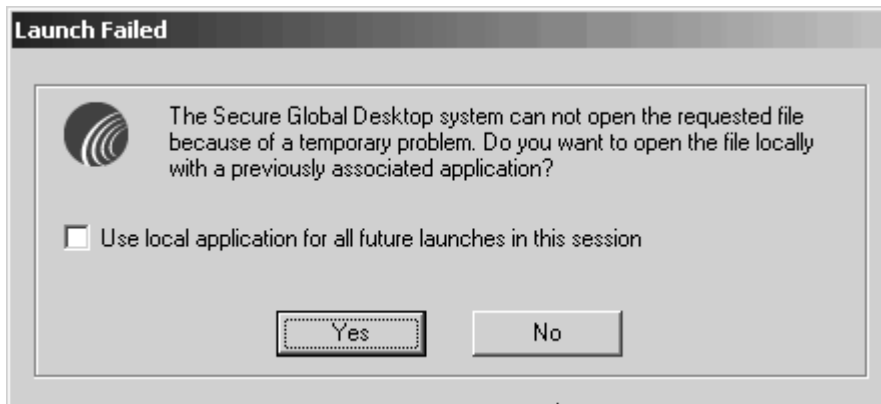 Launch Failed
The Secure Global Desktop system can not open the requested file
because of a temporary problem. Do you want to open the file locally
with a previously associated application?
Use local application for all future launches in this session
Yes
No